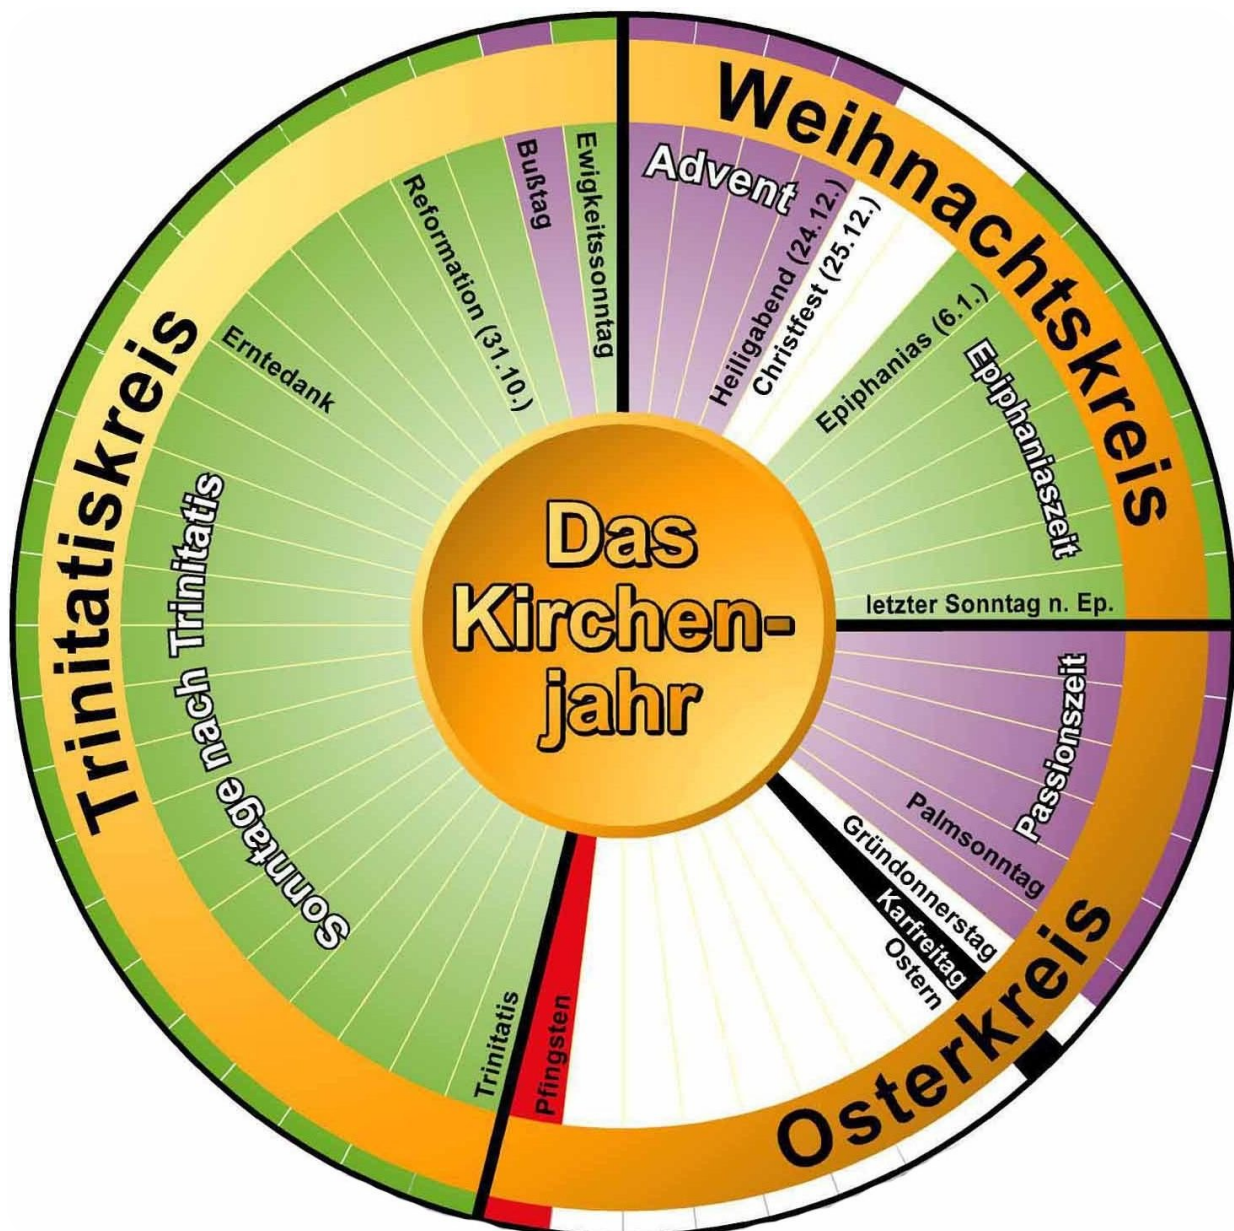 Das
Kirchen-
jahr
Weihnachtskreis
Advent
Heiligabend (24.12.)
Christfest (25.12.)
Epiphanias (6.1.)
Epiphaniaszeit
letzter Sonntag n. Ep.
Osterkreis
Passionszeit
Palmsonntag
Gründonnerstag
Karfreitag
Ostern
Pfingsten
Trinitatiskreis
Trinitatis
Sonntage nach Trinitatis
Erntedank
Reformation (31.10.)
Bußtag
Ewigkeitssonntag